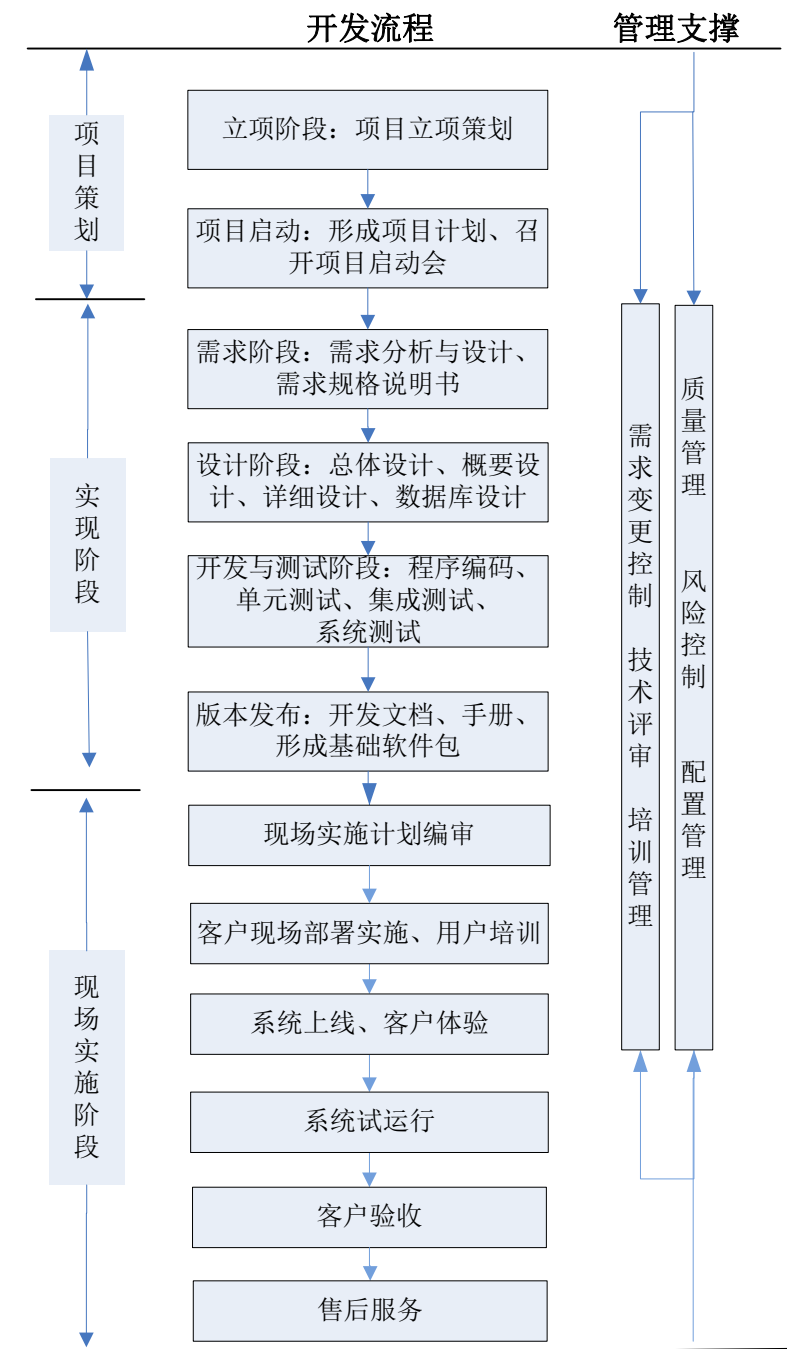 开发流程
管理支撑
项目策划
立项阶段：项目立项策划
项目启动：形成项目计划、召
开项目启动会
实现阶段
需求阶段：需求分析与设计、
需求规格说明书
设计阶段：总体设计、概要设
计、详细设计、数据库设计
开发与测试阶段：程序编码、
单元测试、集成测试、
系统测试
版本发布：开发文档、手册、
形成基础软件包
现场实施阶段
现场实施计划编审
客户现场部署实施、用户培训
系统上线、客户体验
系统试运行
客户验收
售后服务
需求变更控制 技术评审 培训管理
质量管理 风险控制 配置管理